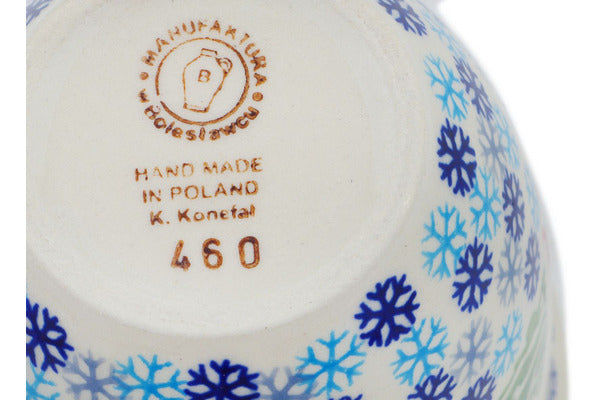 MANUFAKTURA
w Bolesławcu
B
HAND MADE
IN POLAND
K. Konefał
460